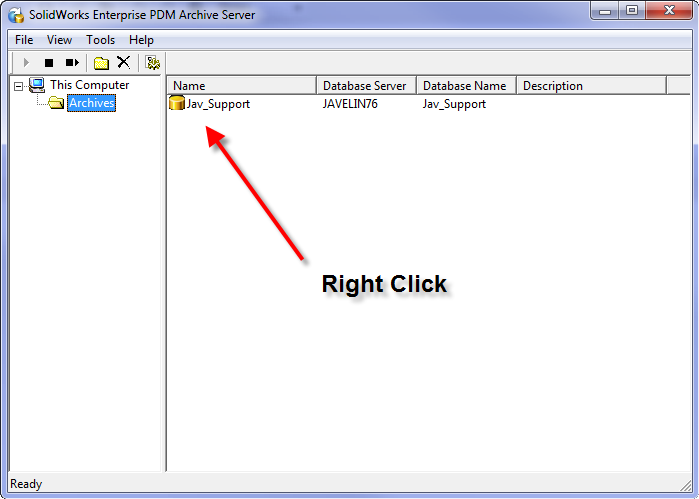 SolidWorks Enterprise PDM Archive Server
File View Tools Help
This Computer
Archives
Name Database Server Database Name Description
Jav_Support JAVELIN76 Jav_Support
Right Click
Ready